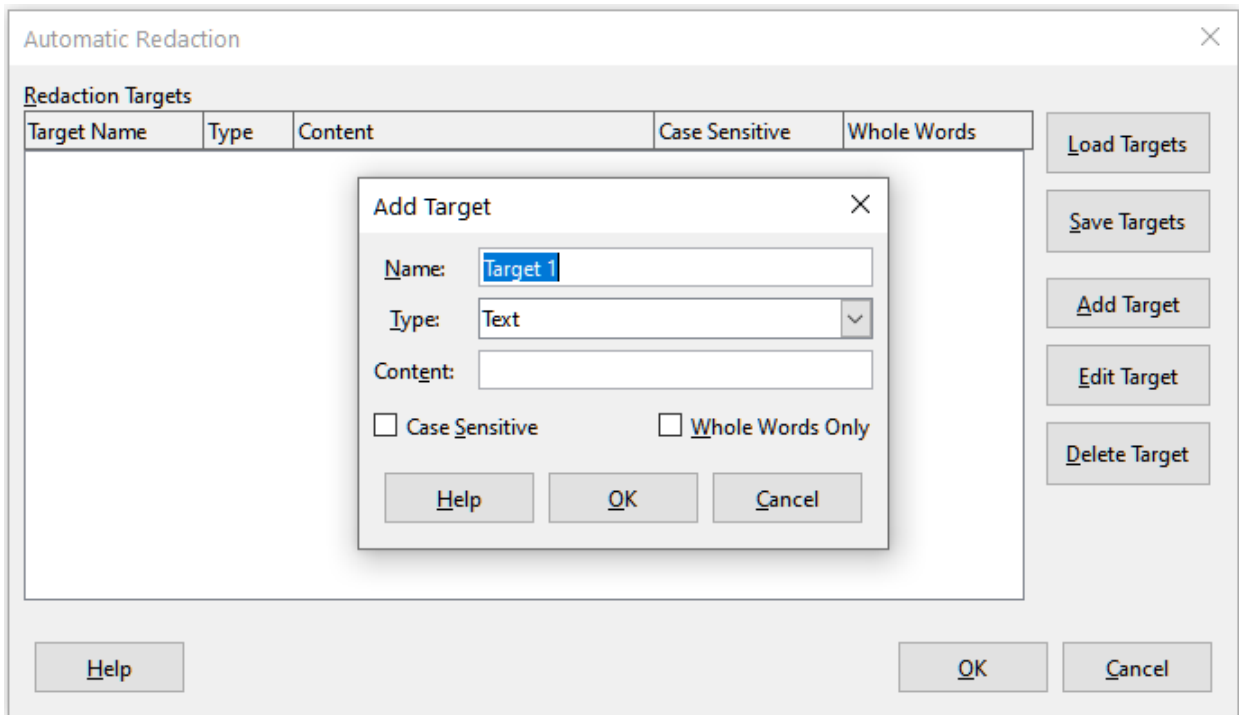 Automatic Redaction
Redaction Targets
Target Name Type Content Case Sensitive Whole Words
Load Targets
Save Targets
Add Target
Edit Target
Delete Target
Add Target
Name: Target 1
Type: Text
Content:
Case Sensitive Whole Words Only
Help OK Cancel
Help OK Cancel